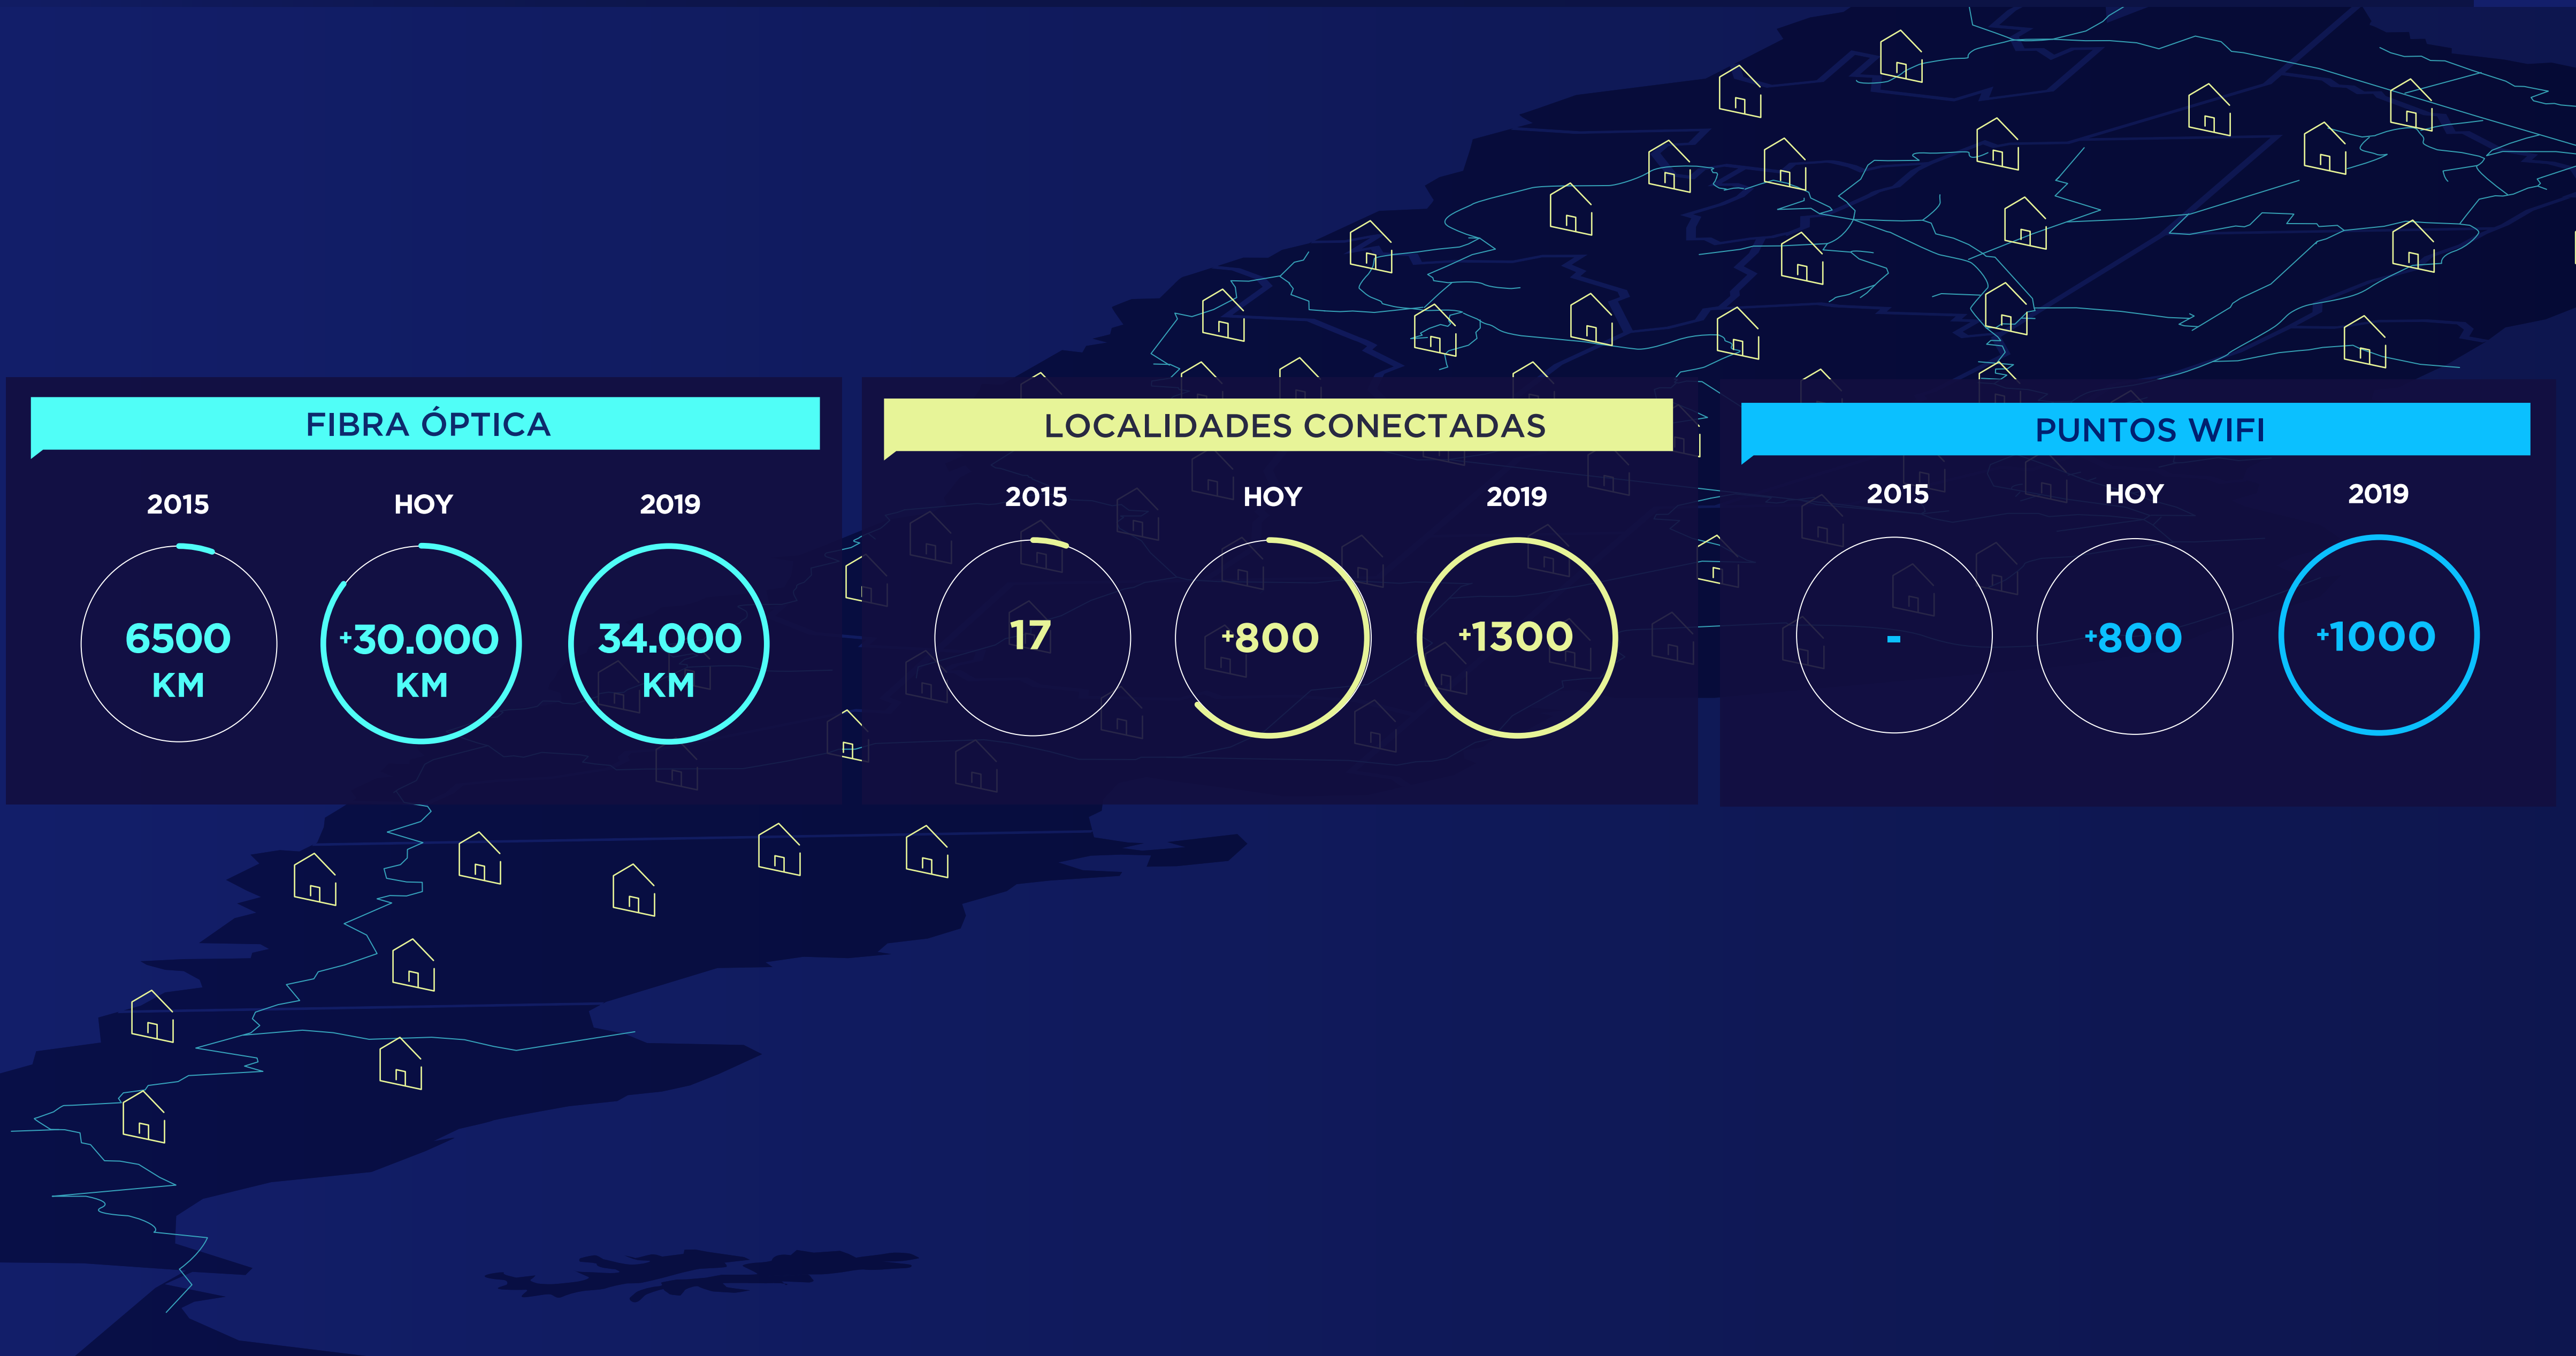 FIBRA ÓPTICA
2015 HOY 2019
6500 KM
+30.000 KM
34.000 KM
LOCALIDADES CONECTADAS
2015 HOY 2019
17
+800
+1300
PUNTOS WIFI
2015 HOY 2019
-
+800
+1000